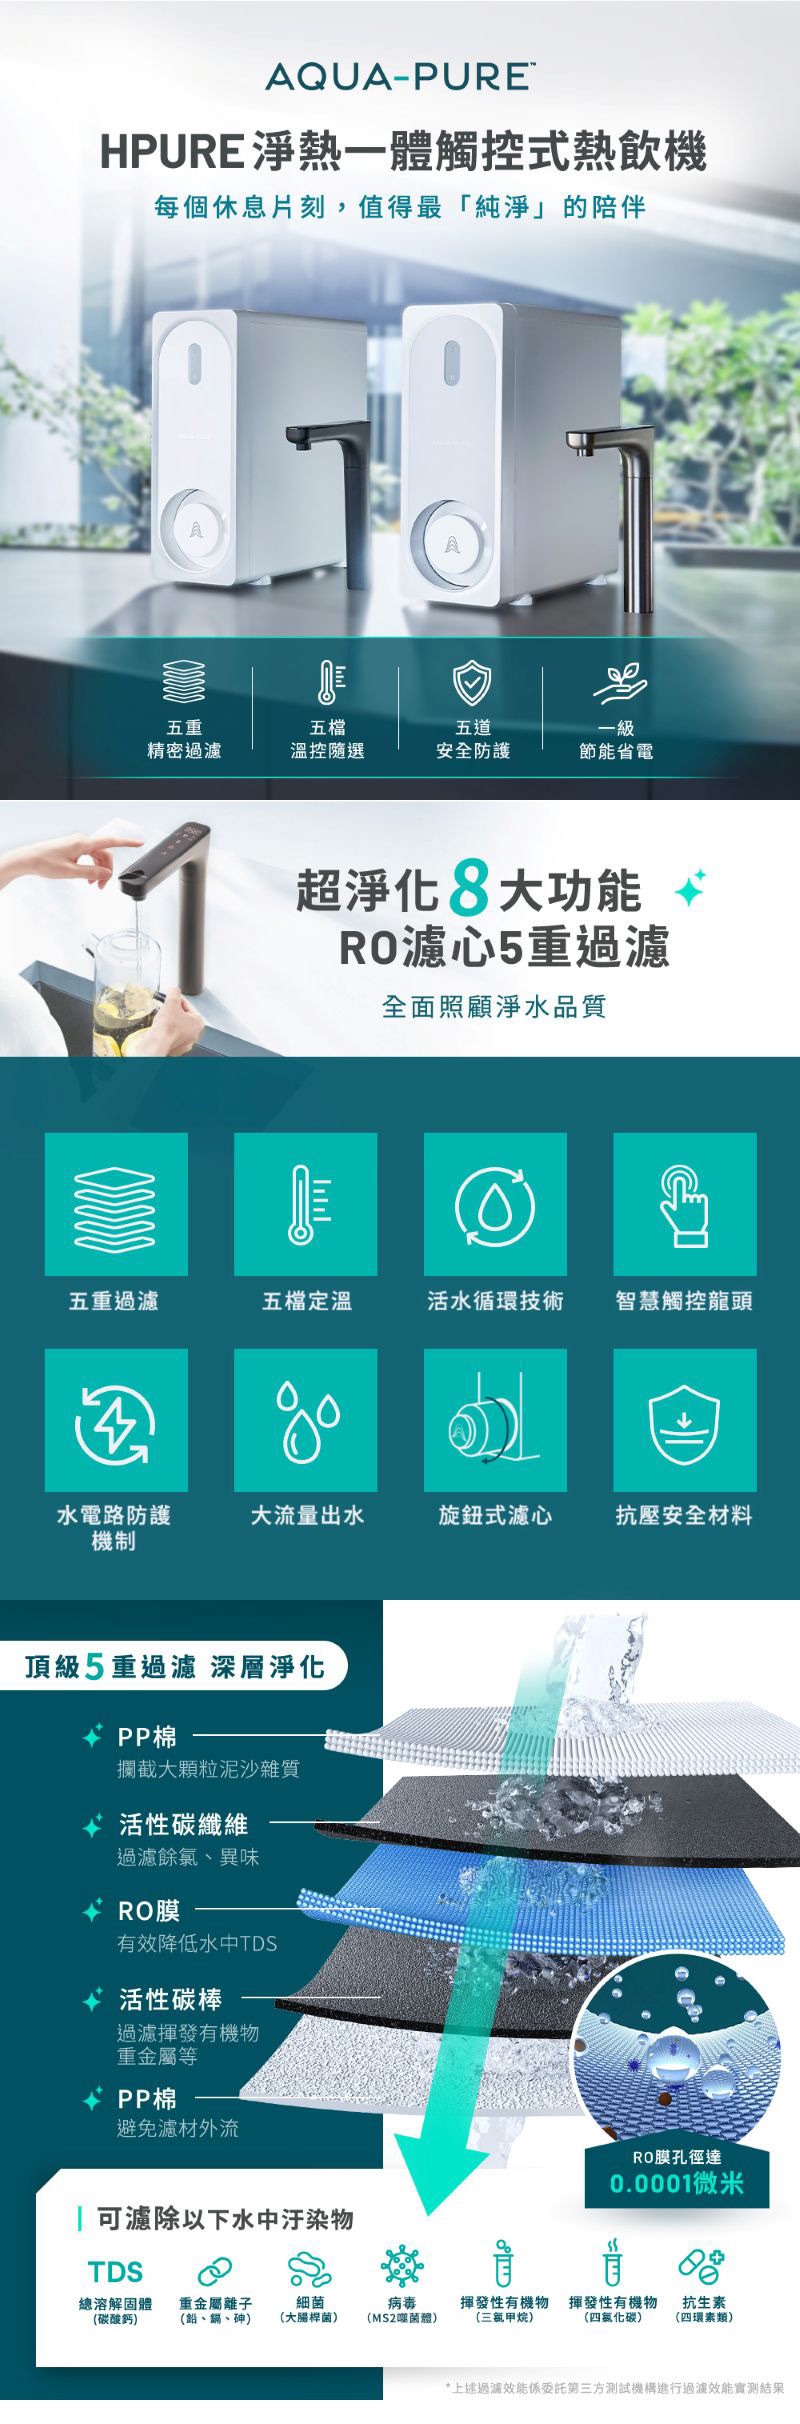 AQUA-PURE™
HPURE 淨熱一體觸控式熱飲機
每個休息片刻，值得最「純淨」的陪伴
五重
精密過濾
五檔
溫控隨選
五道
安全防護
一級
節能省電
超淨化8大功能
RO濾心5重過濾
全面照顧淨水品質
五重過濾
五檔定溫
活水循環技術
智慧觸控龍頭
水電路防護
機制
大流量出水
旋鈕式濾心
抗壓安全材料
頂級5重過濾 深層淨化
PP棉
攔截大顆粒泥沙雜質
活性碳纖維
過濾餘氯、異味
RO膜
有效降低水中TDS
活性碳棒
過濾揮發有機物
重金屬等
PP棉
避免濾材外流
RO膜孔徑達
0.0001微米
可濾除以下水中汙染物
TDS
總溶解固體
(碳酸鈣)
重金屬離子
(鉛、鎘、砷)
細菌
(大腸桿菌)
病毒
(MS2噬菌體)
揮發性有機物
(三氯甲烷)
揮發性有機物
(四氯化碳)
抗生素
(四環素類)
*上述過濾效能係委託第三方測試機構進行過濾效能實測結果